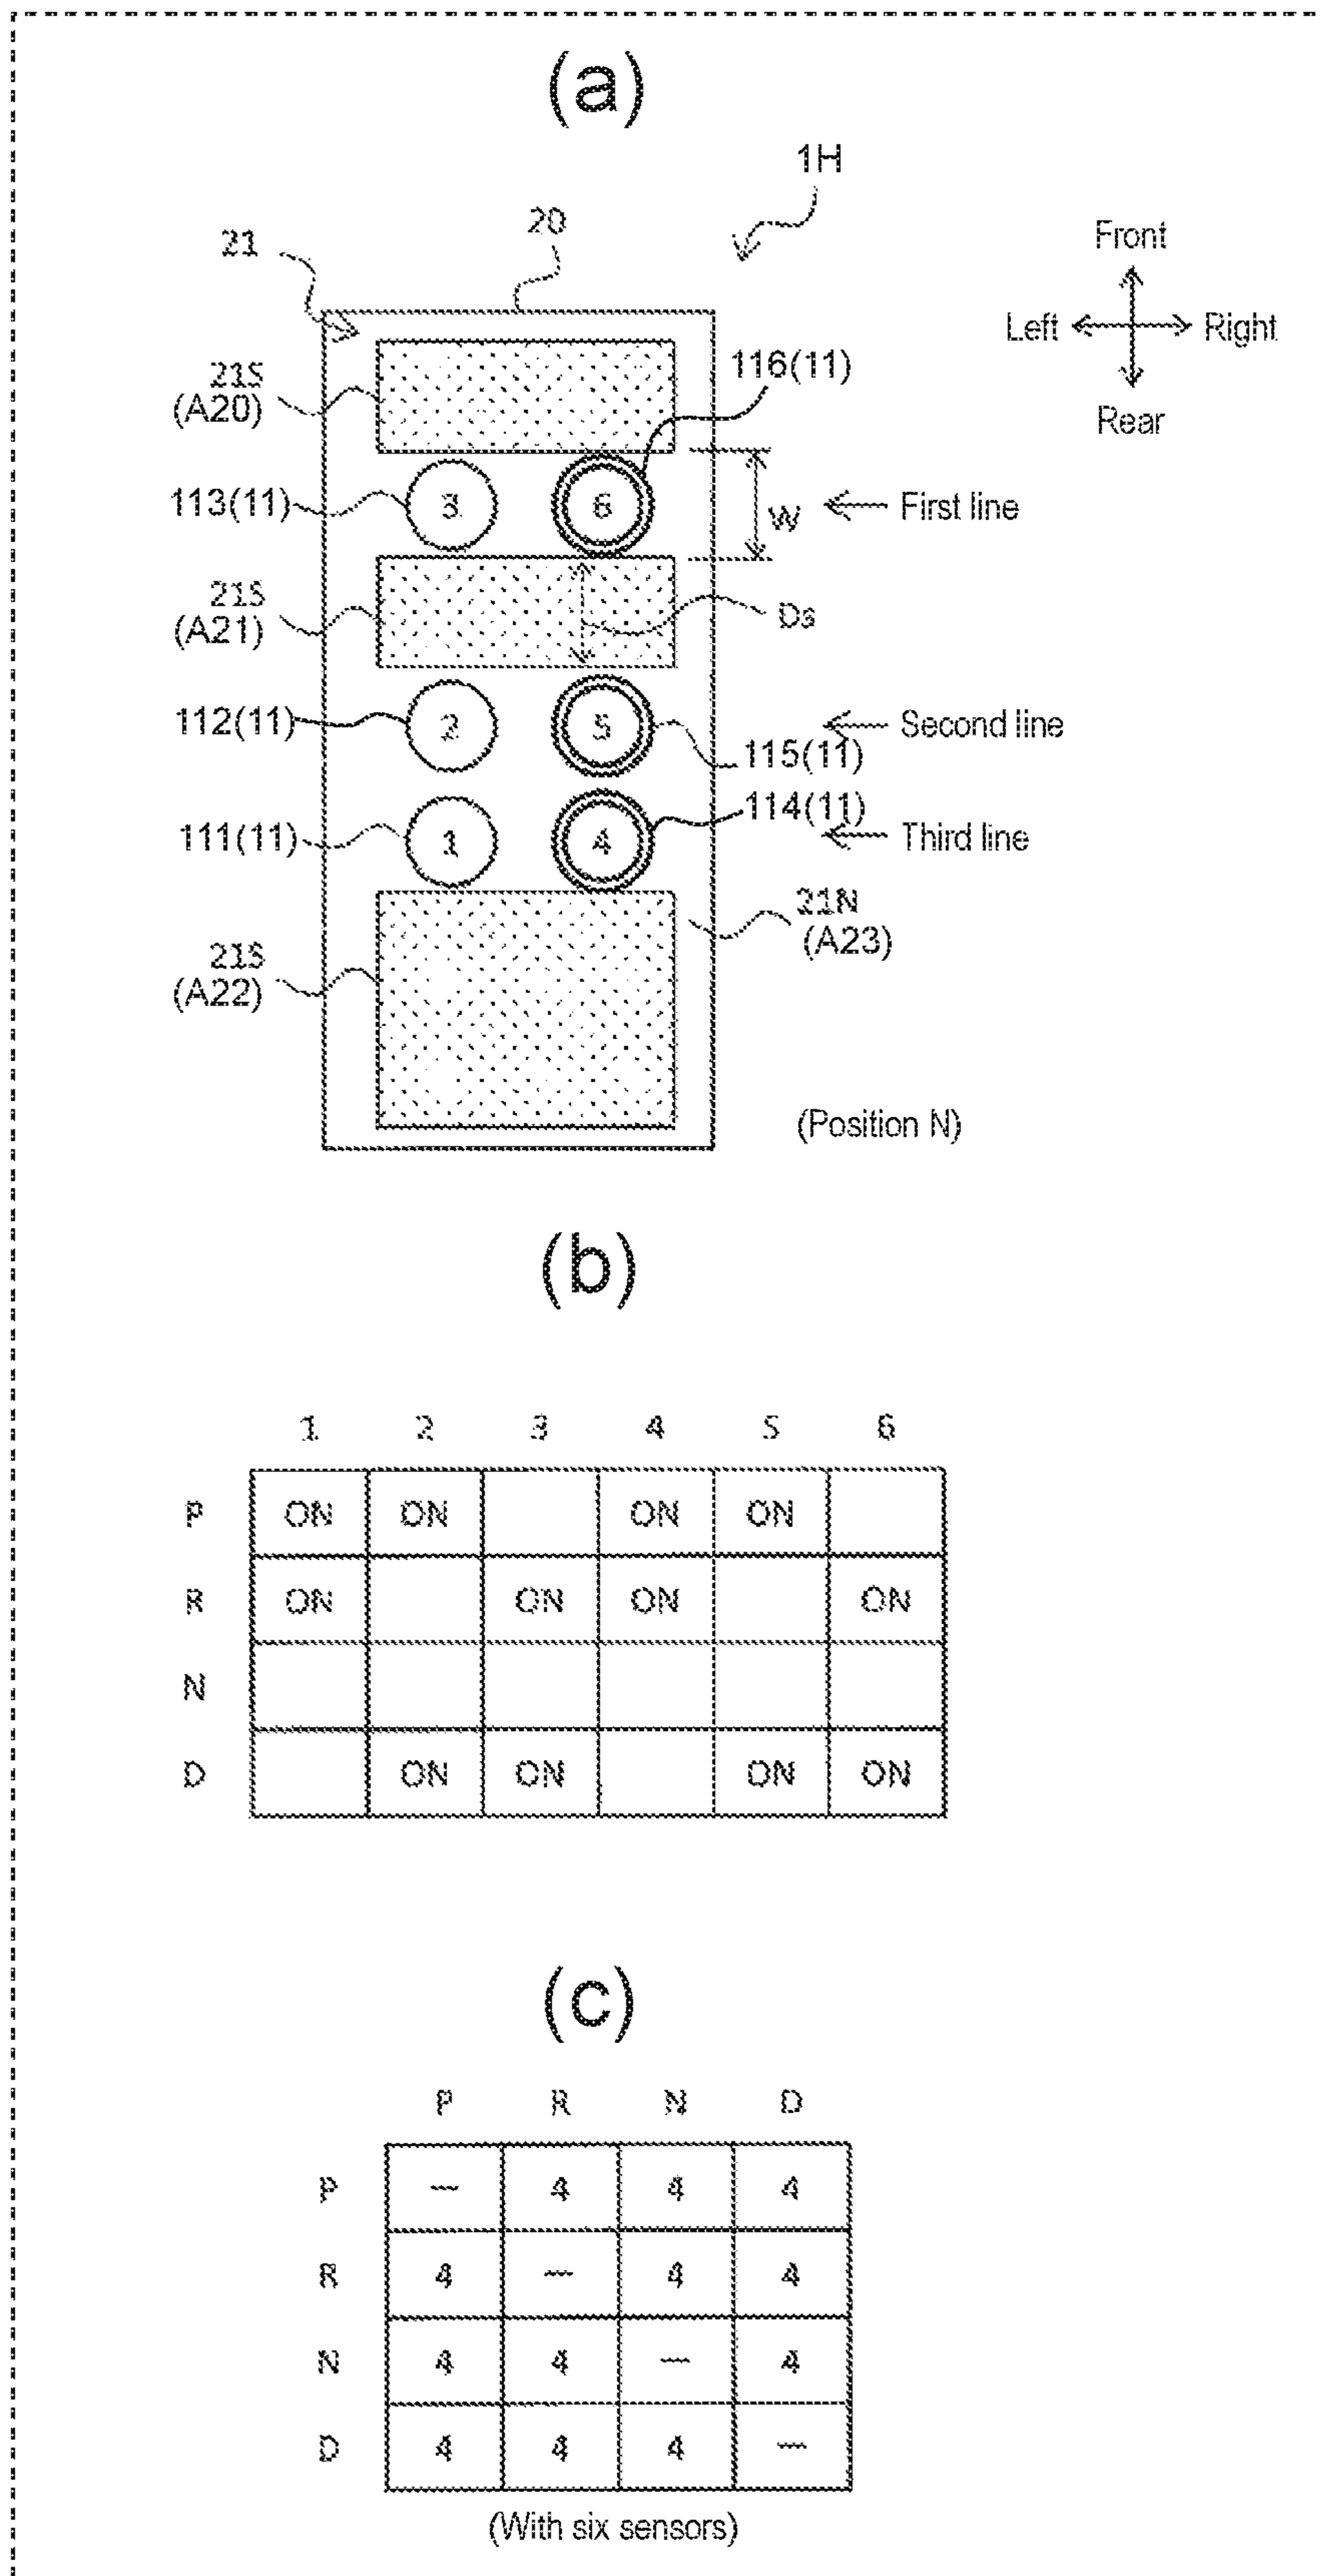 (a)
1H
20
21
Front
Left Right
Rear
21S
(A20)
116(11)
113(11) 3 6 W First line
21S
(A21)
Ds
112(11) 2 5 Second line
115(11)
114(11)
111(11) 1 4 Third line
21N
(A23)
21S
(A22)
(Position N)
(b)
1 2 3 4 5 6
P ON ON ON ON
R ON ON ON ON
N
D ON ON ON ON
(c)
P R N D
P — 4 4 4
R 4 — 4 4
N 4 4 — 4
D 4 4 4 —
(With six sensors)